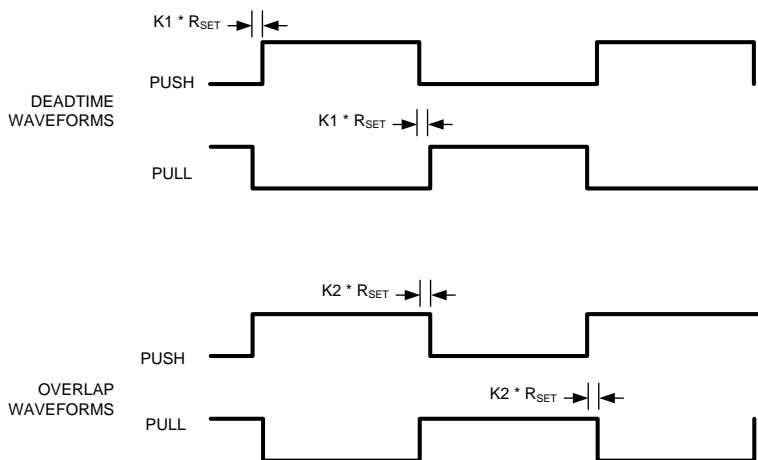 K1 * RSET
PUSH
DEADTIME
WAVEFORMS
K1 * RSET
PULL
K2 * RSET
PUSH
OVERLAP
WAVEFORMS
K2 * RSET
PULL